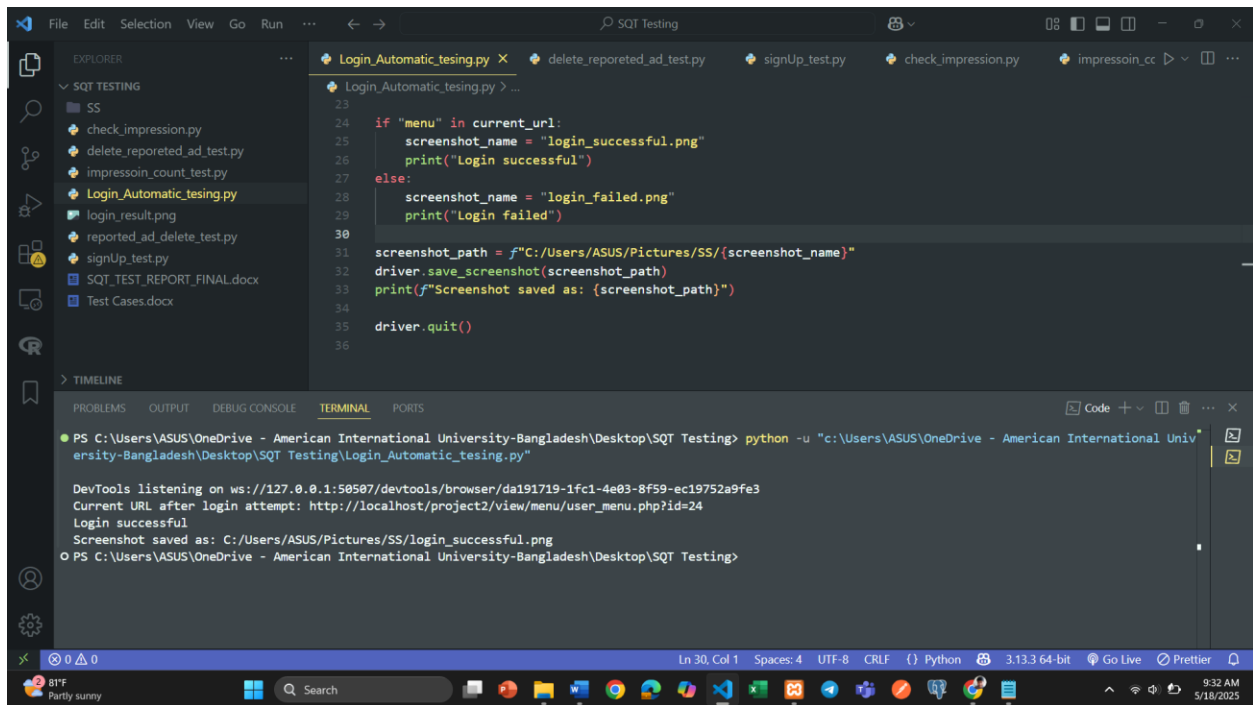 File Edit Selection View Go Run ··· SQT Testing
EXPLORER ···
SQT TESTING
SS
check_impression.py
delete_reporeted_ad_test.py
impressoin_count_test.py
Login_Automatic_tesing.py
login_result.png
reported_ad_delete_test.py
signUp_test.py
SQT_TEST_REPORT_FINAL.docx
Test Cases.docx
TIMELINE
Login_Automatic_tesing.py delete_reporeted_ad_test.py signUp_test.py check_impression.py impressoin_cc
Login_Automatic_tesing.py > ...
23
24 if "menu" in current_url:
25 screenshot_name = "login_successful.png"
26 print("Login successful")
27 else:
28 screenshot_name = "login_failed.png"
29 print("Login failed")
30
31 screenshot_path = f"C:/Users/ASUS/Pictures/SS/{screenshot_name}"
32 driver.save_screenshot(screenshot_path)
33 print(f"Screenshot saved as: {screenshot_path}")
34
35 driver.quit()
36
PROBLEMS OUTPUT DEBUG CONSOLE TERMINAL PORTS Code
PS C:\Users\ASUS\OneDrive - American International University-Bangladesh\Desktop\SQT Testing> python -u "c:\Users\ASUS\OneDrive - American International Univ
ersity-Bangladesh\Desktop\SQT Testing\Login_Automatic_tesing.py"
DevTools listening on ws://127.0.0.1:50507/devtools/browser/da191719-1fc1-4e03-8f59-ec19752a9fe3
Current URL after login attempt: http://localhost/project2/view/menu/user_menu.php?id=24
Login successful
Screenshot saved as: C:/Users/ASUS/Pictures/SS/login_successful.png
PS C:\Users\ASUS\OneDrive - American International University-Bangladesh\Desktop\SQT Testing>
0 0 Ln 30, Col 1 Spaces: 4 UTF-8 CRLF {} Python 3.13.3 64-bit Go Live Prettier
2 81°F
Partly sunny
Search
9:32 AM
5/18/2025